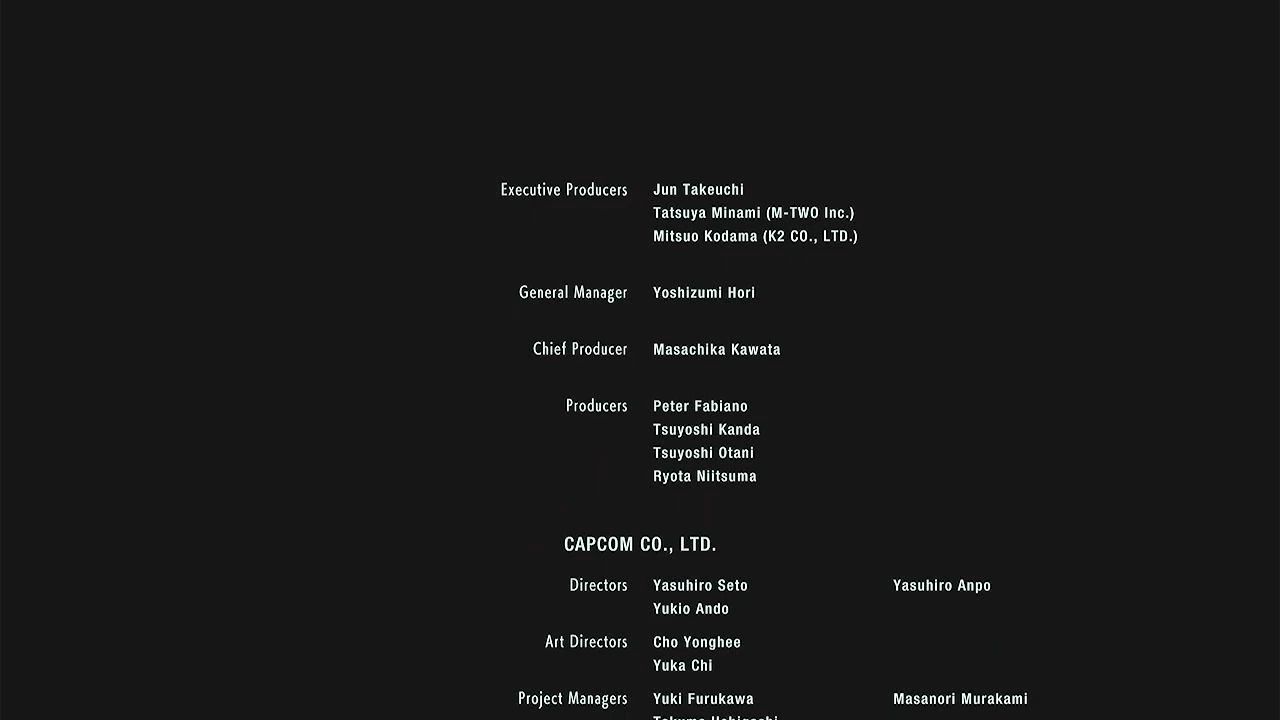 Executive Producers Jun Takeuchi
Tatsuya Minami (M-TWO Inc.)
Mitsuo Kodama (K2 CO., LTD.)
General Manager Yoshizumi Hori
Chief Producer Masachika Kawata
Producers Peter Fabiano
Tsuyoshi Kanda
Tsuyoshi Otani
Ryota Niitsuma
CAPCOM CO., LTD.
Directors Yasuhiro Seto Yasuhiro Anpo
Yukio Ando
Art Directors Cho Yonghee
Yuka Chi
Project Managers Yuki Furukawa Masanori Murakami